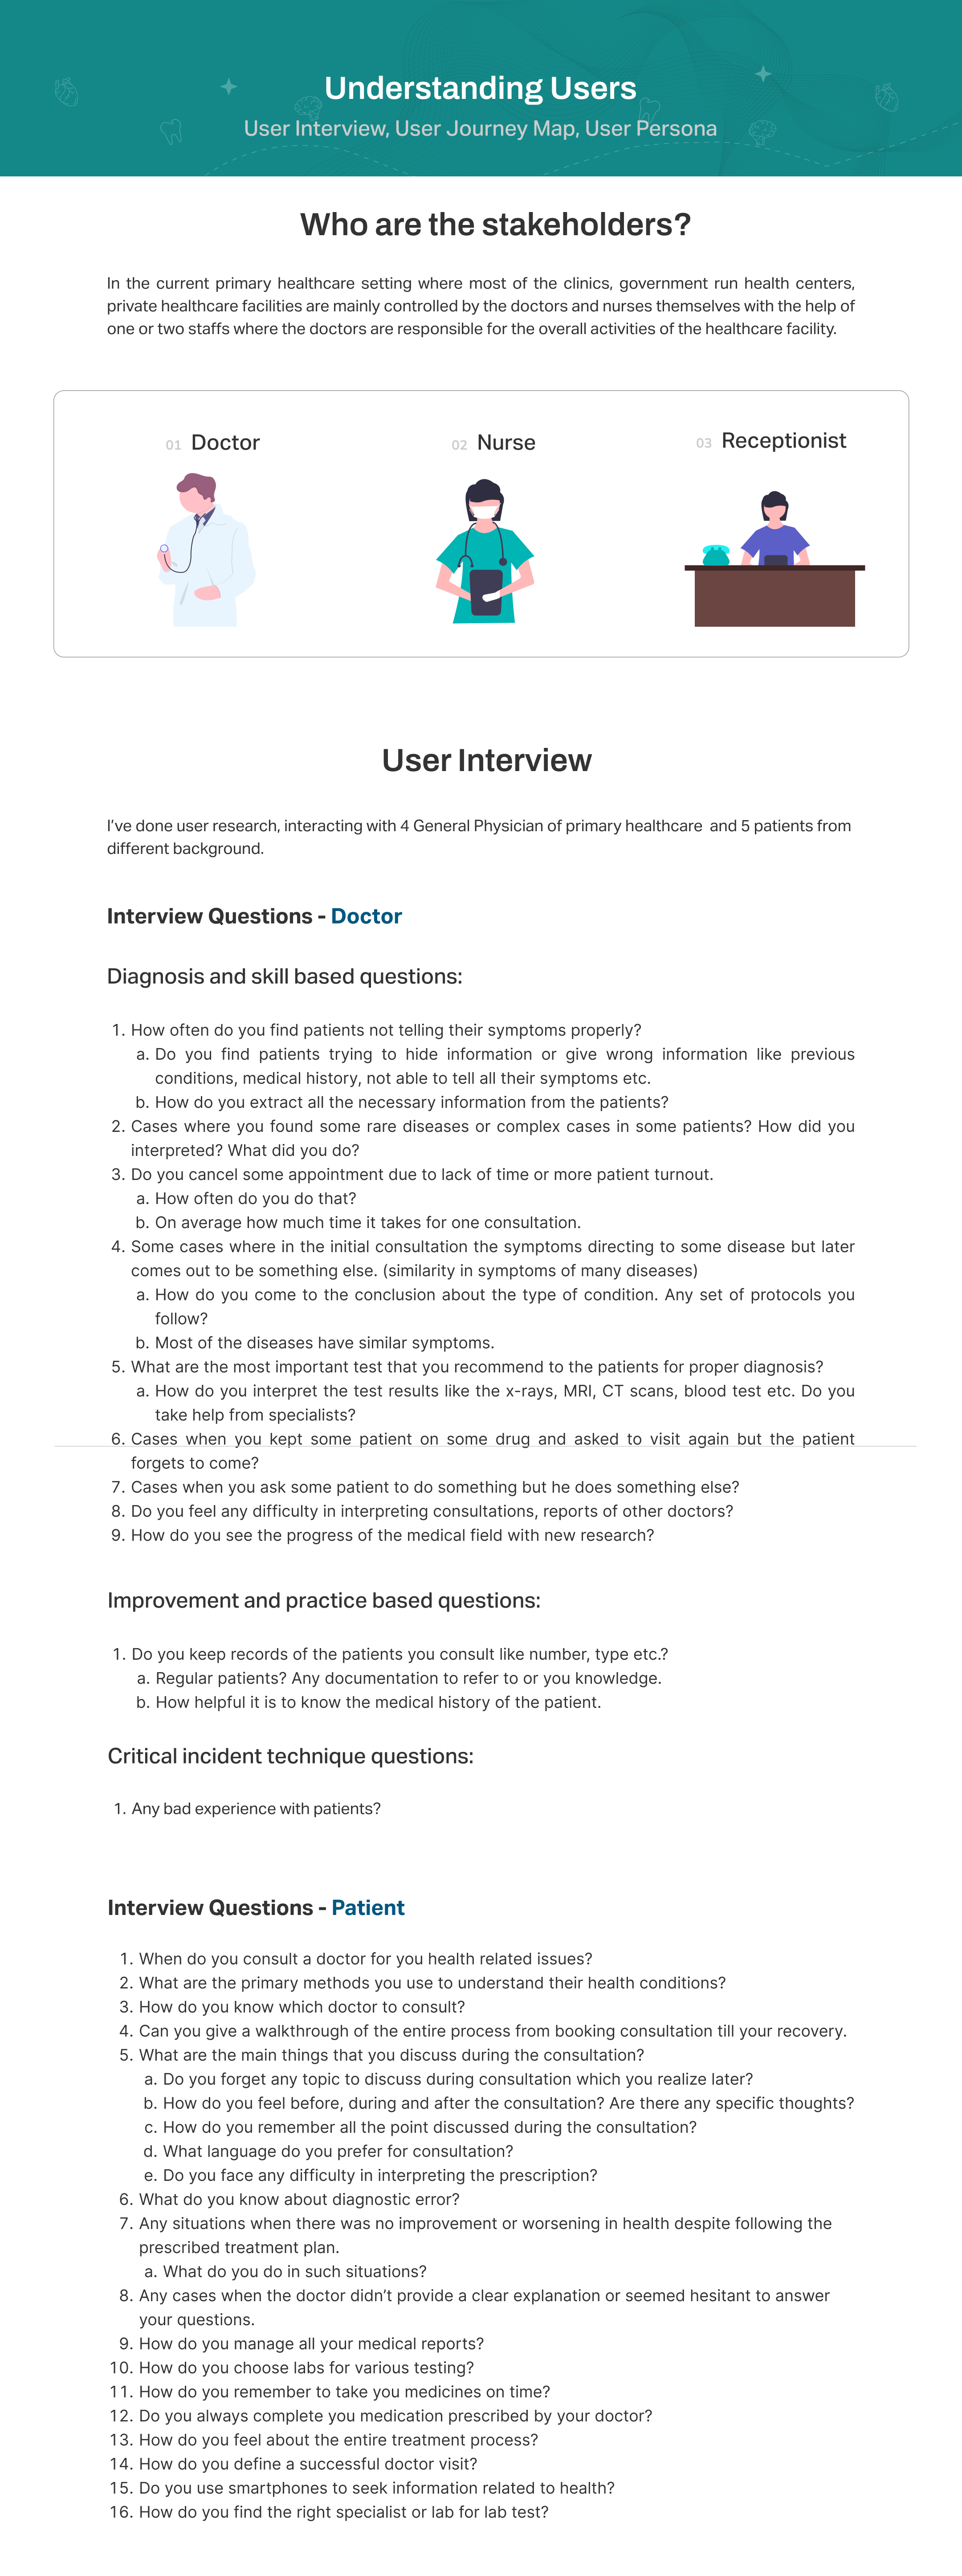 Understanding Users
User Interview, User Journey Map, User Persona
Who are the stakeholders?
In the current primary healthcare setting where most of the clinics, government run health centers,
private healthcare facilities are mainly controlled by the doctors and nurses themselves with the help of
one or two staffs where the doctors are responsible for the overall activities of the healthcare facility.
01 Doctor
02 Nurse
03 Receptionist
User Interview
I've done user research, interacting with 4 General Physician of primary healthcare and 5 patients from
different background.
Interview Questions - Doctor
Diagnosis and skill based questions:
1. How often do you find patients not telling their symptoms properly?
a. Do you find patients trying to hide information or give wrong information like previous
conditions, medical history, not able to tell all their symptoms etc.
b. How do you extract all the necessary information from the patients?
2. Cases where you found some rare diseases or complex cases in some patients? How did you
interpreted? What did you do?
3. Do you cancel some appointment due to lack of time or more patient turnout.
a. How often do you do that?
b. On average how much time it takes for one consultation.
4. Some cases where in the initial consultation the symptoms directing to some disease but later
comes out to be something else. (similarity in symptoms of many diseases)
a. How do you come to the conclusion about the type of condition. Any set of protocols you
follow?
b. Most of the diseases have similar symptoms.
5. What are the most important test that you recommend to the patients for proper diagnosis?
a. How do you interpret the test results like the x-rays, MRI, CT scans, blood test etc. Do you
take help from specialists?
6. Cases when you kept some patient on some drug and asked to visit again but the patient
forgets to come?
7. Cases when you ask some patient to do something but he does something else?
8. Do you feel any difficulty in interpreting consultations, reports of other doctors?
9. How do you see the progress of the medical field with new research?
Improvement and practice based questions:
1. Do you keep records of the patients you consult like number, type etc.?
a. Regular patients? Any documentation to refer to or you knowledge.
b. How helpful it is to know the medical history of the patient.
Critical incident technique questions:
1. Any bad experience with patients?
Interview Questions - Patient
1. When do you consult a doctor for you health related issues?
2. What are the primary methods you use to understand their health conditions?
3. How do you know which doctor to consult?
4. Can you give a walkthrough of the entire process from booking consultation till your recovery.
5. What are the main things that you discuss during the consultation?
a. Do you forget any topic to discuss during consultation which you realize later?
b. How do you feel before, during and after the consultation? Are there any specific thoughts?
c. How do you remember all the point discussed during the consultation?
d. What language do you prefer for consultation?
e. Do you face any difficulty in interpreting the prescription?
6. What do you know about diagnostic error?
7. Any situations when there was no improvement or worsening in health despite following the
prescribed treatment plan.
a. What do you do in such situations?
8. Any cases when the doctor didn't provide a clear explanation or seemed hesitant to answer
your questions.
9. How do you manage all your medical reports?
10. How do you choose labs for various testing?
11. How do you remember to take you medicines on time?
12. Do you always complete you medication prescribed by your doctor?
13. How do you feel about the entire treatment process?
14. How do you define a successful doctor visit?
15. Do you use smartphones to seek information related to health?
16. How do you find the right specialist or lab for lab test?